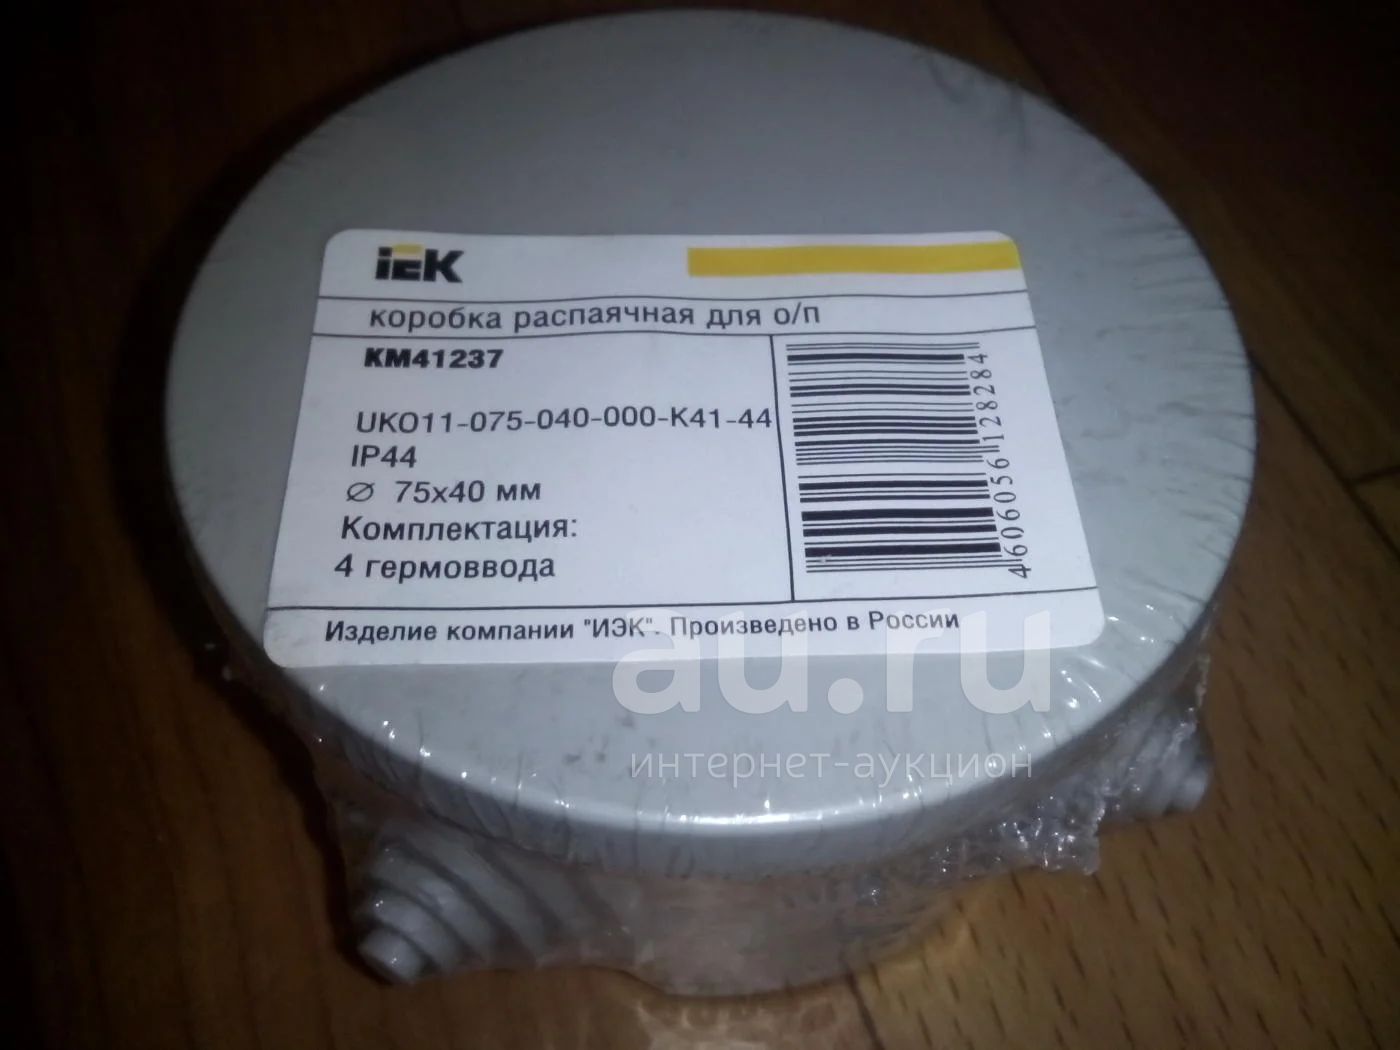 iEK
коробка распаячная для о/п
КМ41237
UKO11-075-040-000-K41-44
IP44
∅ 75х40 мм
Комплектация:
4 гермоввода
4606056128284
Изделие компании "ИЭК". Произведено в России
au.ru
интернет-аукцион